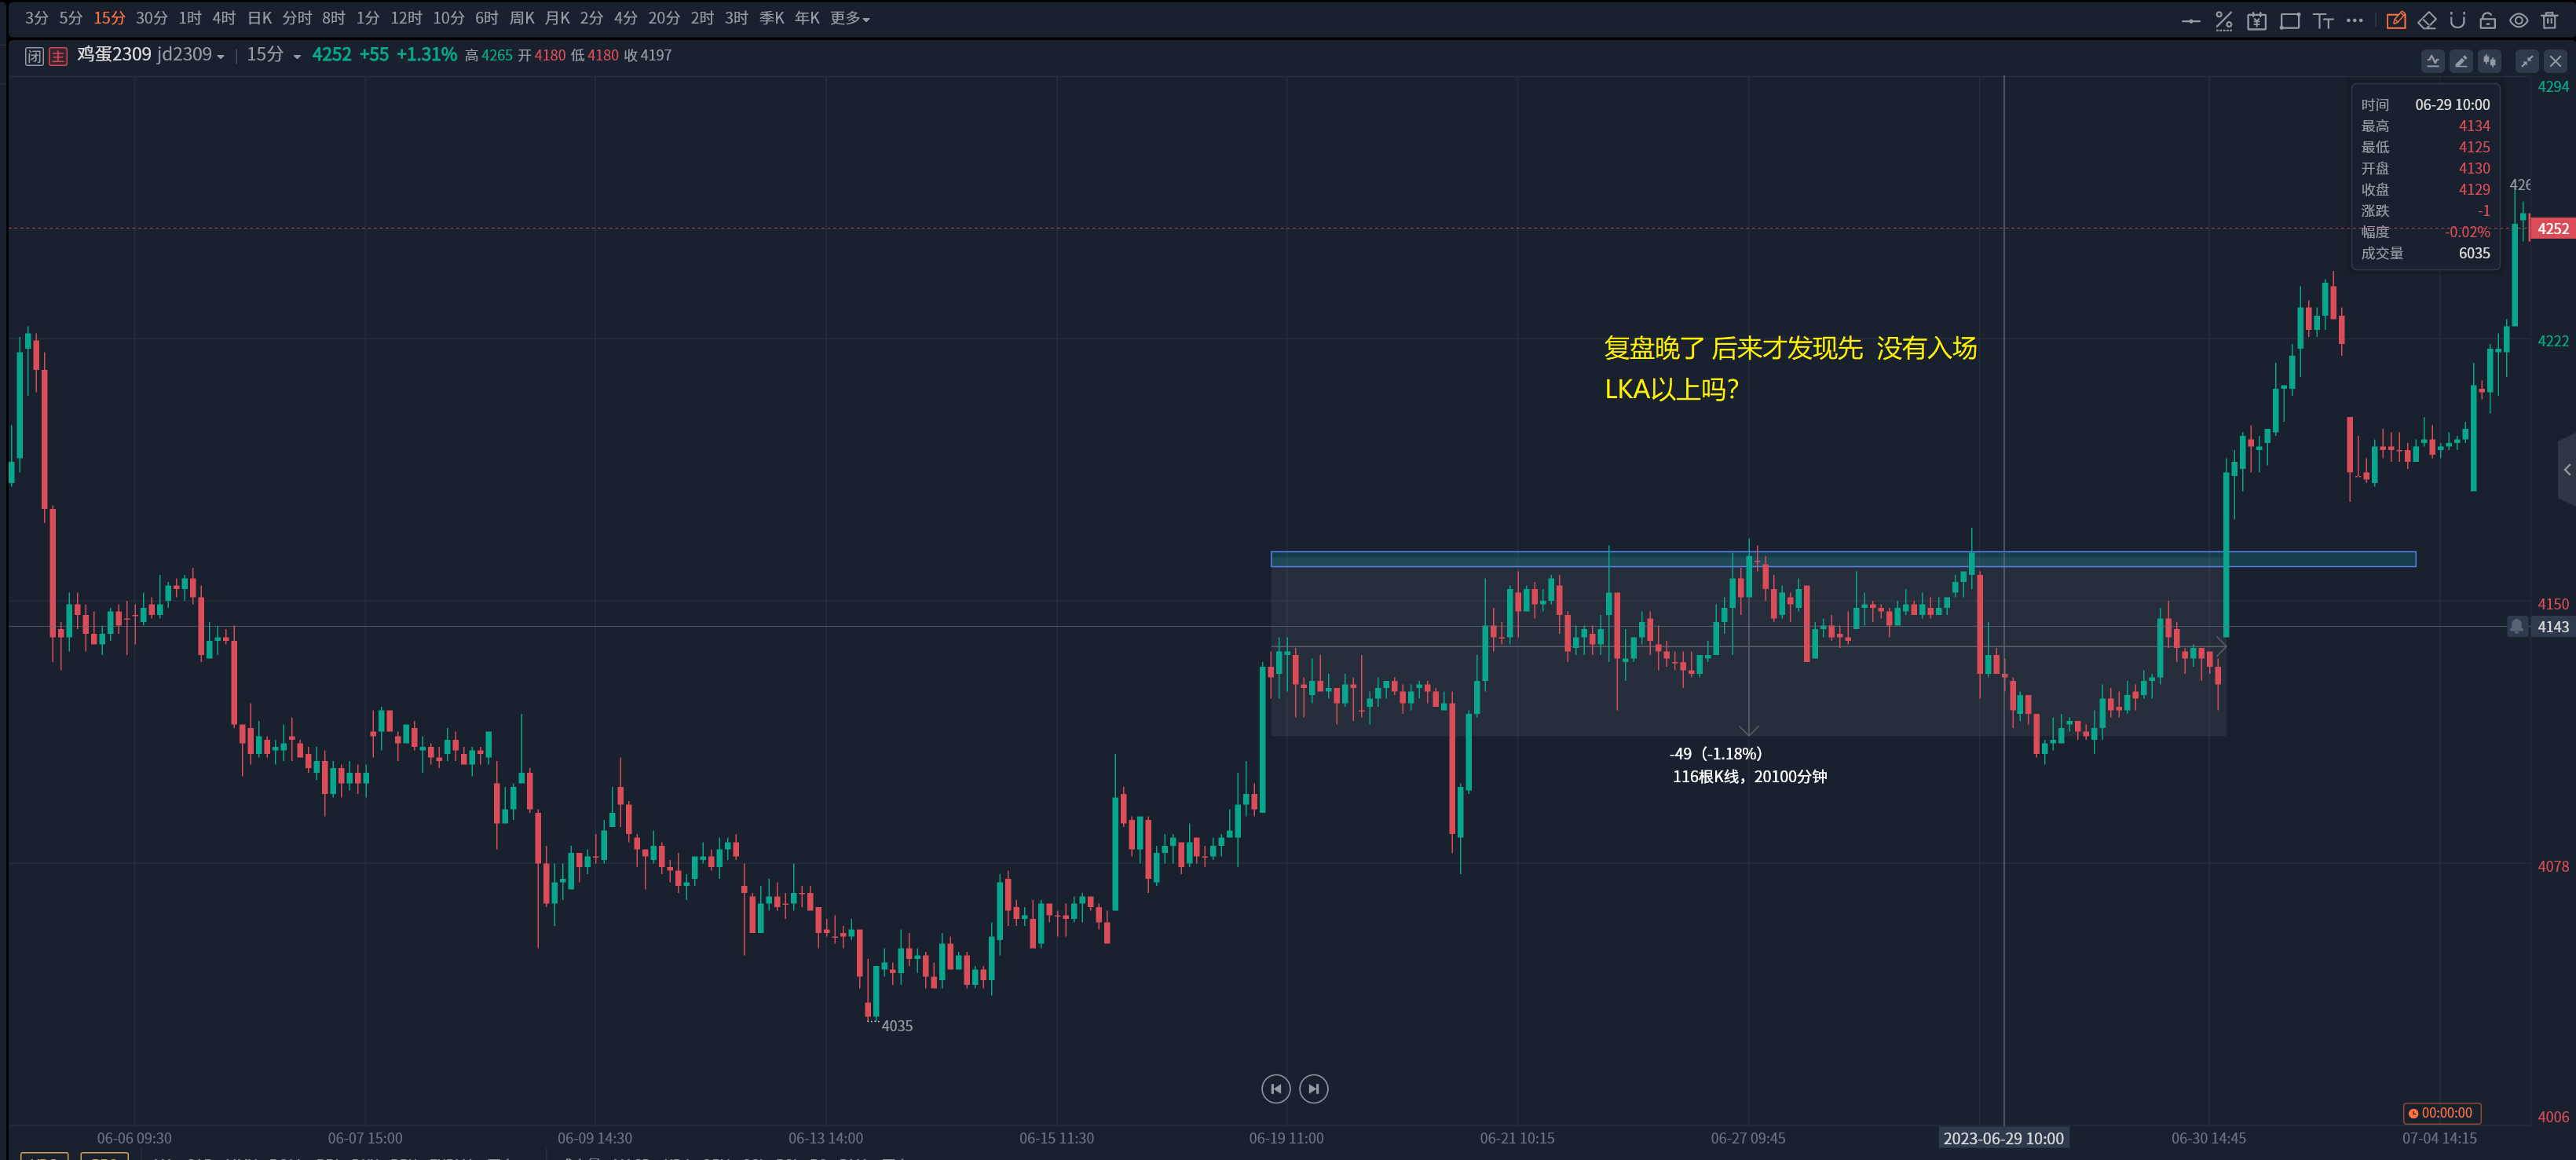 3分 5分 15分 30分 1时 4时 日K 分时 8时 1分 12时 10分 6时 周K 月K 2分 4分 20分 2时 3时 季K 年K 更多
闭 主 鸡蛋2309 jd2309 15分 4252 +55 +1.31% 高 4265 开 4180 低 4180 收 4197
4294
时间 06-29 10:00
最高 4134
最低 4125
开盘 4130
收盘 4129
涨跌 -1
幅度 -0.02%
成交量 6035
426
4252
复盘晚了 后来才发现先 没有入场
LKA以上吗?
4222
4150
4143
-49（-1.18%）
116根K线，20100分钟
4078
4035
00:00:00
4006
06-06 09:30 06-07 15:00 06-09 14:30 06-13 14:00 06-15 11:30 06-19 11:00 06-21 10:15 06-27 09:45 2023-06-29 10:00 06-30 14:45 07-04 14:15